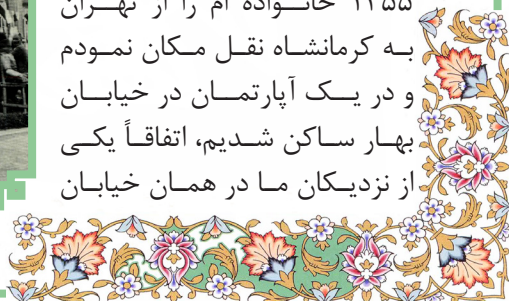 ۱۳۵۵ خانواده ام را از تهران
به کرمانشاه نقل مکان نمودم
و در یک آپارتمان در خیابان
بهار ساکن شدیم، اتفاقاً یکی
از نزدیکان ما در همان خیابان